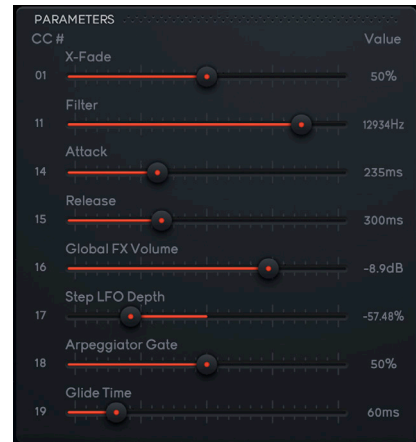 PARAMETERS
CC # Value
X-Fade
01 50%
Filter
11 12934Hz
Attack
14 235ms
Release
15 300ms
Global FX Volume
16 -8.9dB
Step LFO Depth
17 -57.48%
Arpeggiator Gate
18 50%
Glide Time
19 60ms